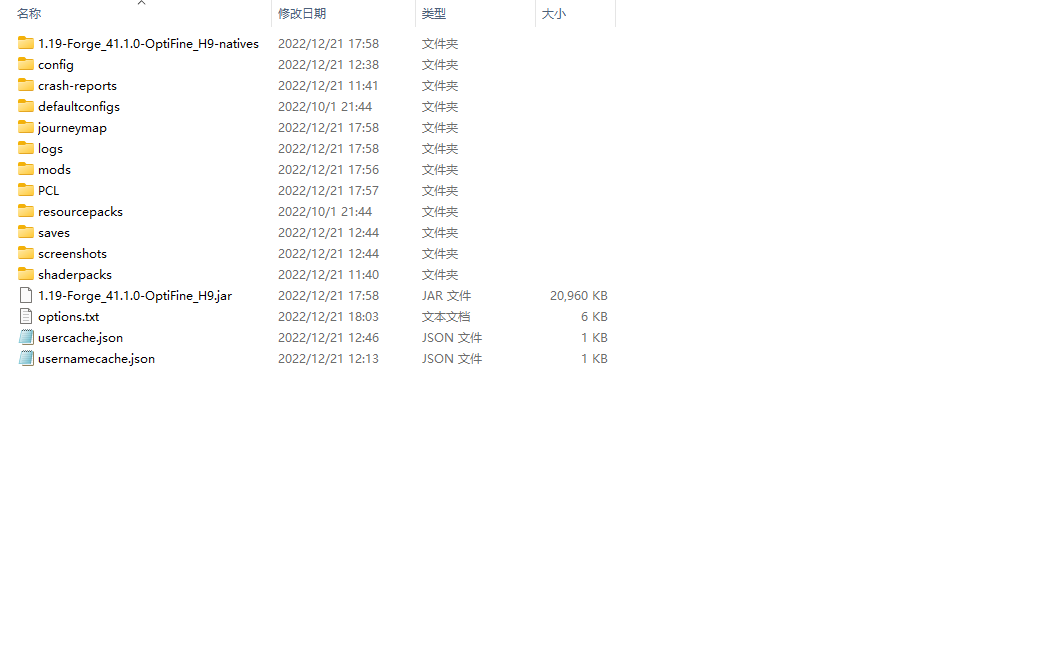 名称 修改日期 类型 大小
1.19-Forge_41.1.0-OptiFine_H9-natives 2022/12/21 17:58 文件夹
config 2022/12/21 12:38 文件夹
crash-reports 2022/12/21 11:41 文件夹
defaultconfigs 2022/10/1 21:44 文件夹
journeymap 2022/12/21 17:58 文件夹
logs 2022/12/21 17:58 文件夹
mods 2022/12/21 17:56 文件夹
PCL 2022/12/21 17:57 文件夹
resourcepacks 2022/10/1 21:44 文件夹
saves 2022/12/21 12:44 文件夹
screenshots 2022/12/21 12:44 文件夹
shaderpacks 2022/12/21 11:40 文件夹
1.19-Forge_41.1.0-OptiFine_H9.jar 2022/12/21 17:58 JAR 文件 20,960 KB
options.txt 2022/12/21 18:03 文本文档 6 KB
usercache.json 2022/12/21 12:46 JSON 文件 1 KB
usernamecache.json 2022/12/21 12:13 JSON 文件 1 KB